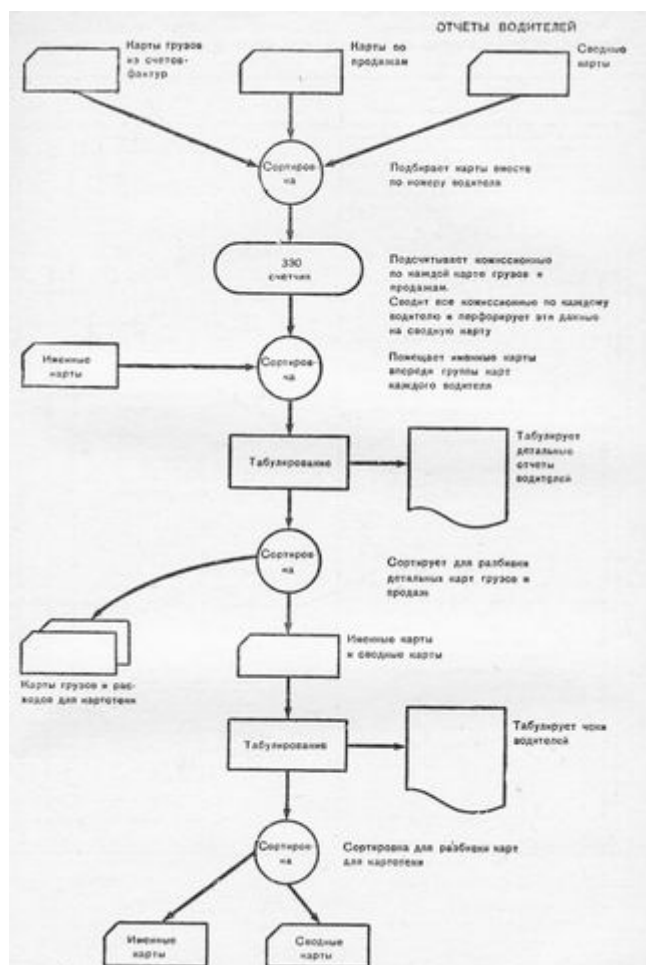 ОТЧЁТЫ ВОДИТЕЛЕЙ
Карты грузов
из счетов-
фактур
Карты по
продажам
Сводные
карты
Сортиров-
ка
Подбирает карты вместе
по номеру водителя
330
счетчик
Подсчитывает комиссионные
по каждой карте грузов и
продажам.
Сводит все комиссионные по каждому
водителю и перфорирует эти данные
на сводную карту
Именные
карты
Сортиров-
ка
Помещает именные карты
впереди группы карт
каждого водителя
Табулирование
Табулирует
детальные
отчеты
водителей
Сортиров
ка
Сортирует для разбивки
детальных карт грузов и
продаж
Карты грузов и рас-
ходов для картотеки
Именные карты
и сводные карты
Табулирование
Табулирует чеки
водителей
Сортиров-
ка
Сортировка для разбивки карт
для картотеки
Именные
карты
Сводные
карты